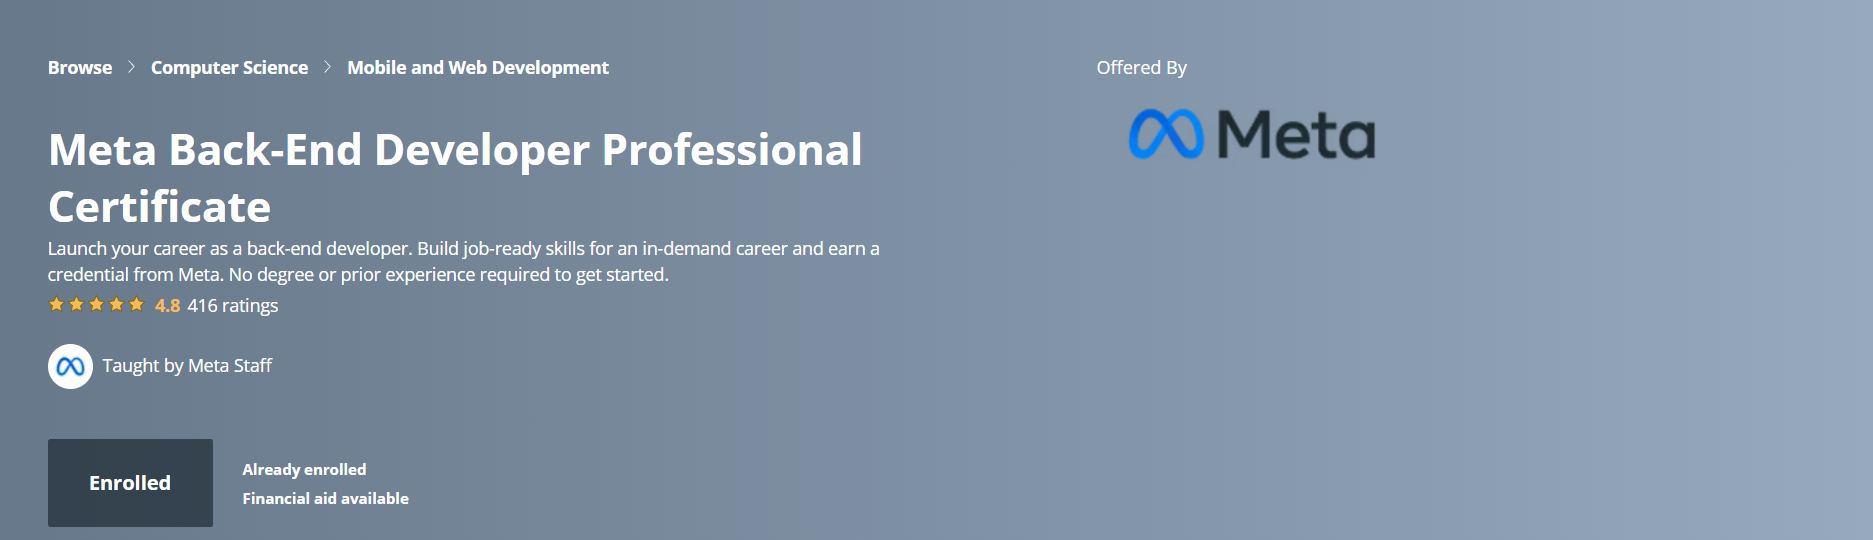 Browse > Computer Science > Mobile and Web Development
Offered By
Meta
Meta Back-End Developer Professional
Certificate
Launch your career as a back-end developer. Build job-ready skills for an in-demand career and earn a
credential from Meta. No degree or prior experience required to get started.
4.8 416 ratings
Taught by Meta Staff
Enrolled
Already enrolled
Financial aid available